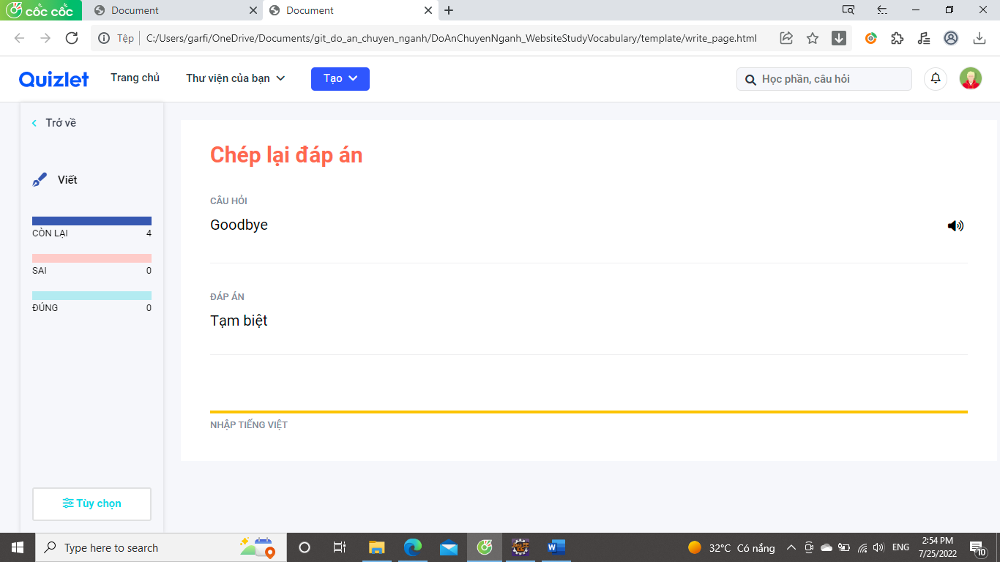 cốc cốc
Document
Document
Tệp
C:/Users/garfi/OneDrive/Documents/git_do_an_chuyen_nganh/DoAnChuyenNganh_WebsiteStudyVocabulary/template/write_page.html
Quizlet
Trang chủ
Thư viện của bạn
Tạo
Học phần, câu hỏi
Trở về
Viết
CÒN LẠI 4
SAI 0
ĐÚNG 0
Tùy chọn
Chép lại đáp án
CÂU HỎI
Goodbye
ĐÁP ÁN
Tạm biệt
NHẬP TIẾNG VIỆT
Type here to search
32°C Có nắng
ENG
2:54 PM
7/25/2022
10